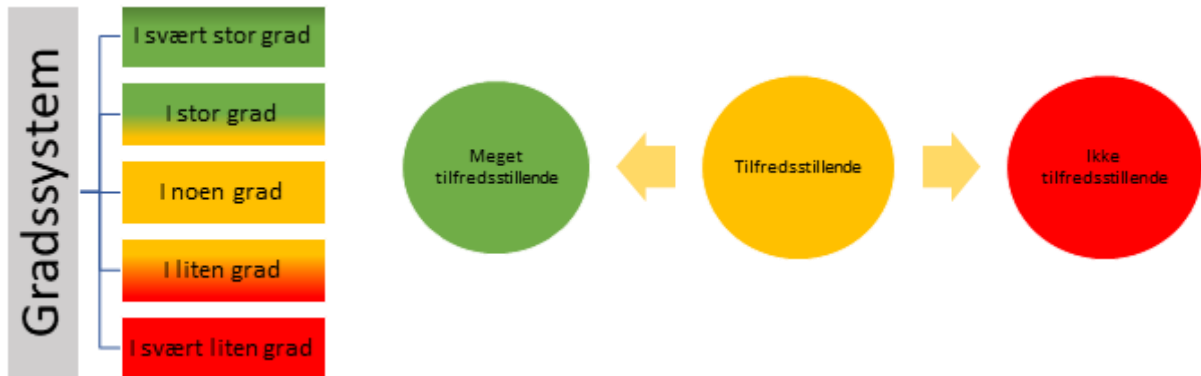 Gradssystem
I svært stor grad
I stor grad
I noen grad
I liten grad
I svært liten grad
Meget
tilfredsstillende
Tilfredsstillende
Ikke
tilfredsstillende